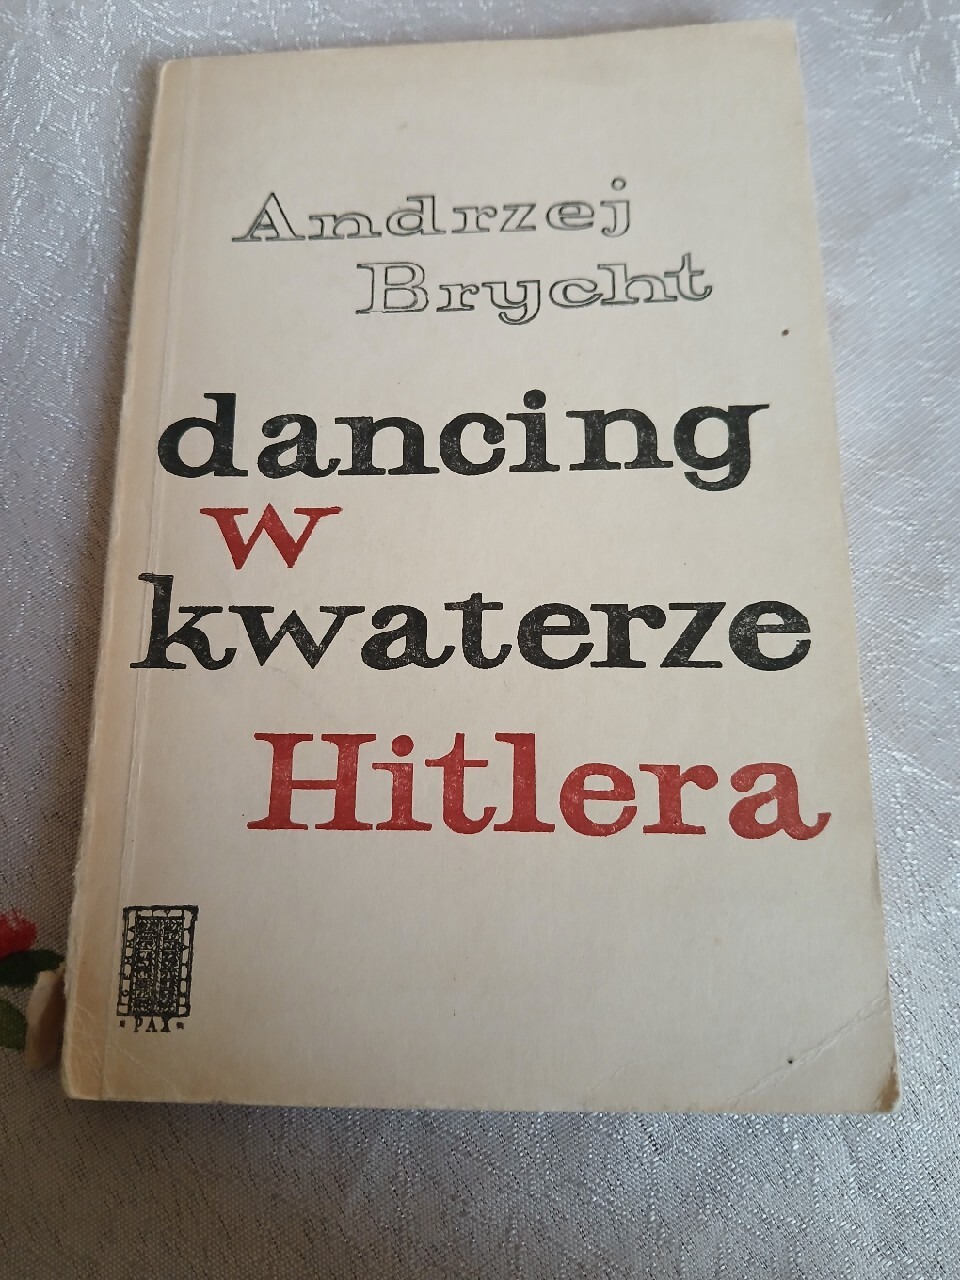 Andrzej
Brycht
dancing
w
kwaterze
Hitlera
PAX